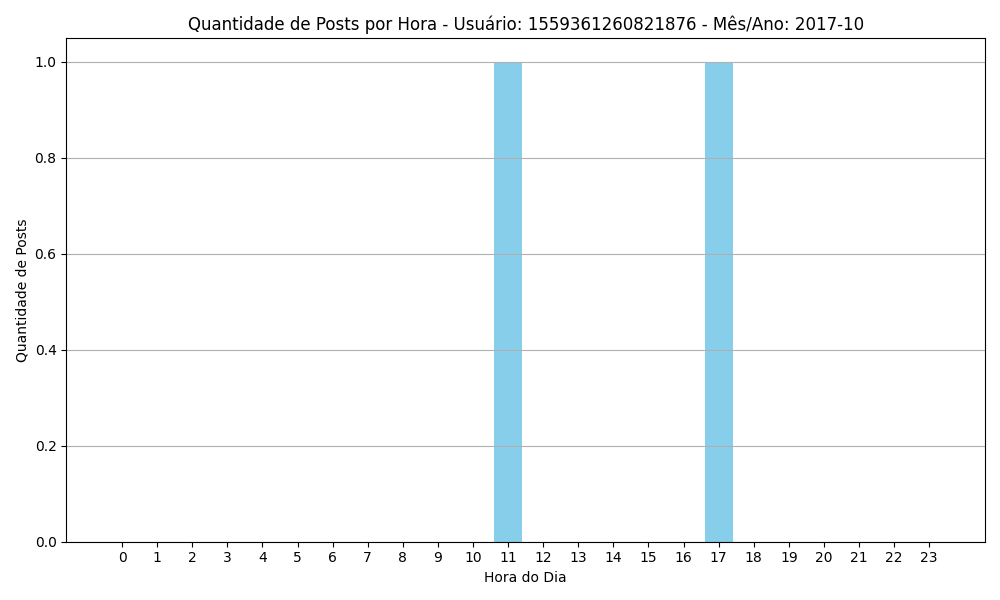 Quantidade de Posts por Hora - Usuário: 1559361260821876 - Mês/Ano: 2017-10
Quantidade de Posts
1.0
0.8
0.6
0.4
0.2
0.0
0 1 2 3 4 5 6 7 8 9 10 11 12 13 14 15 16 17 18 19 20 21 22 23
Hora do Dia